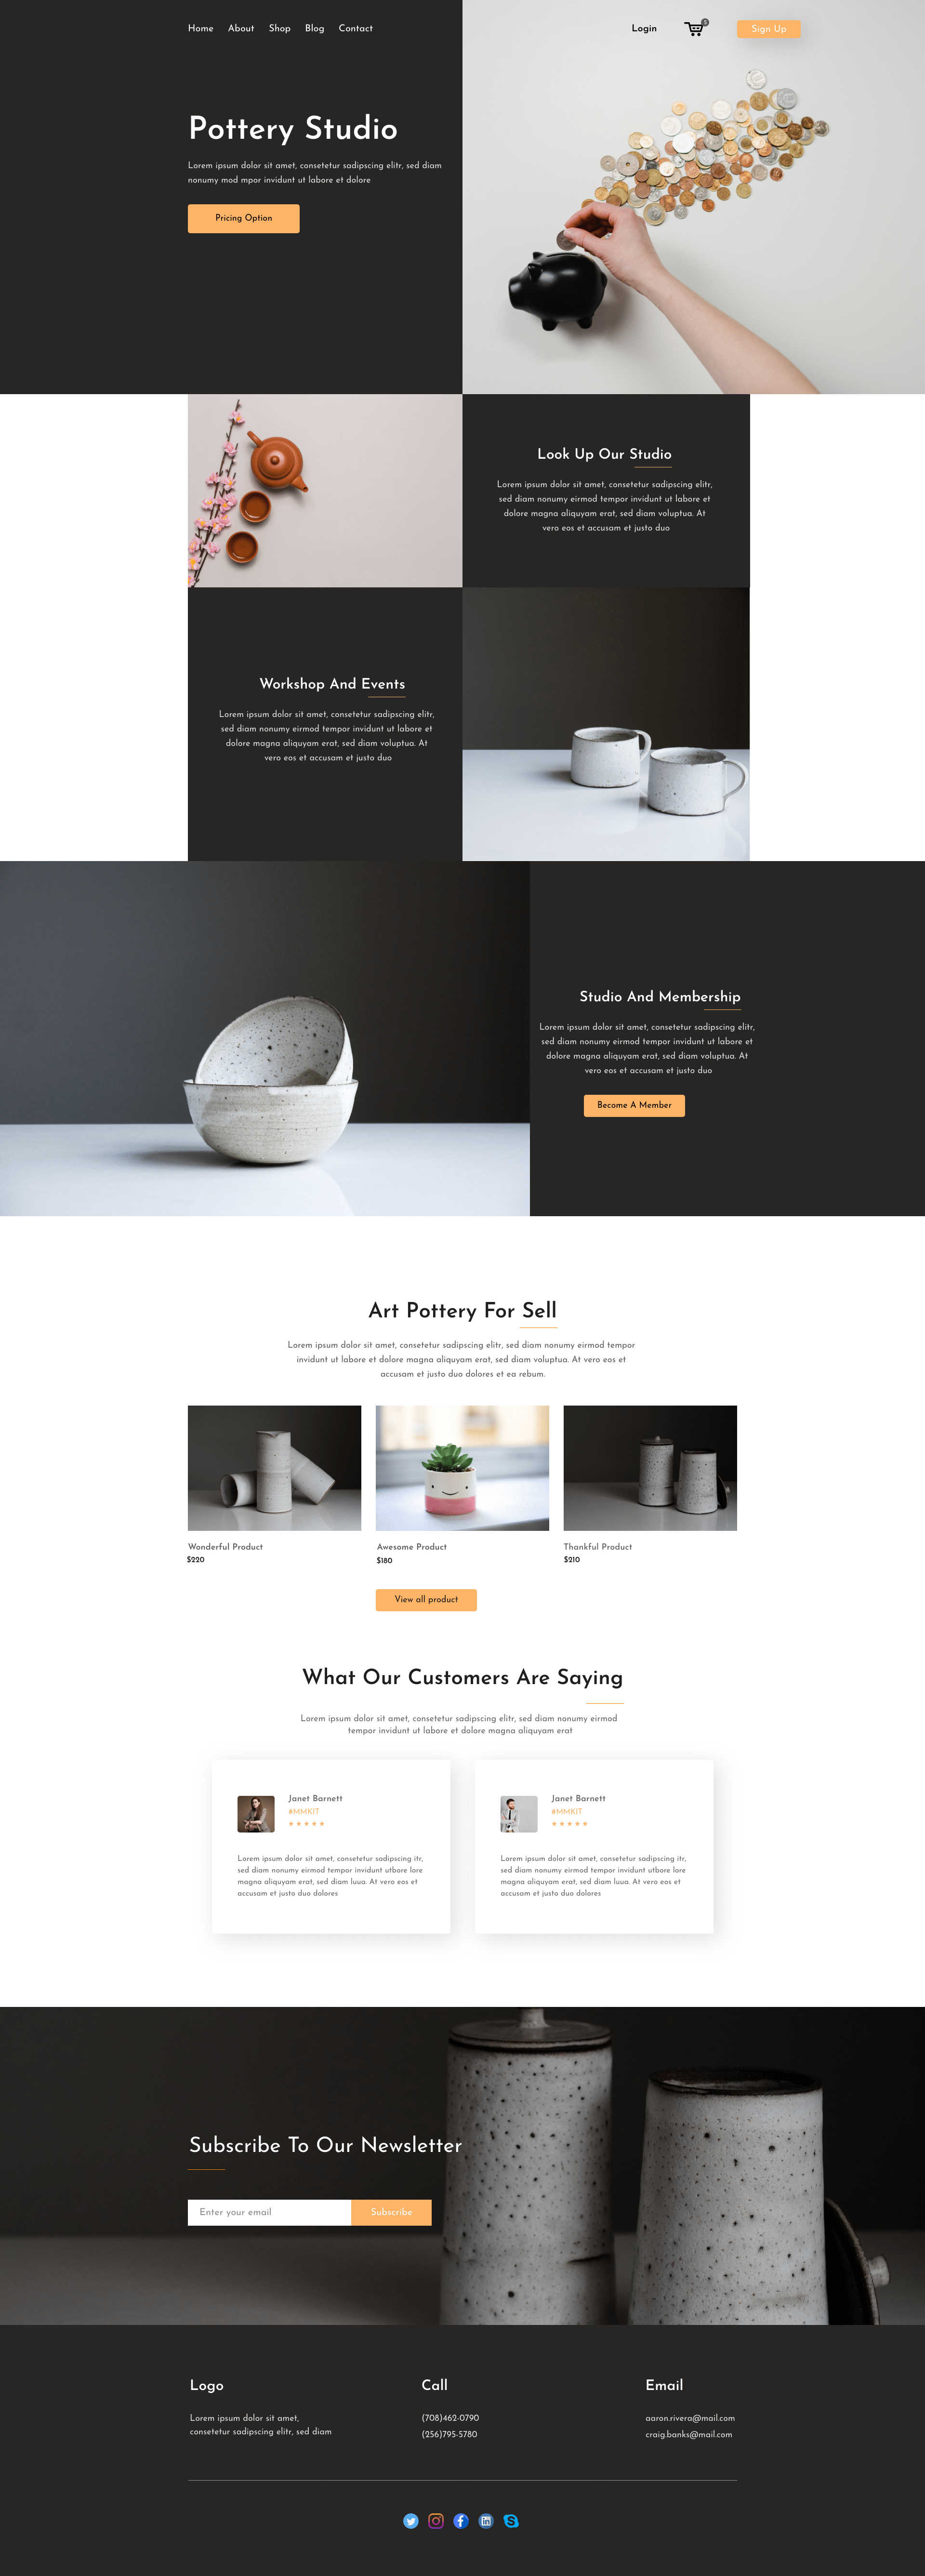 Home About Shop Blog Contact
Login
Sign Up
Pottery Studio
Lorem ipsum dolor sit amet, consetetur sadipscing elitr, sed diam
nonumy mod mpor invidunt ut labore et dolore
Pricing Option
Look Up Our Studio
Lorem ipsum dolor sit amet, consetetur sadipscing elitr,
sed diam nonumy eirmod tempor invidunt ut labore et
dolore magna aliquyam erat, sed diam voluptua. At
vero eos et accusam et justo duo
Workshop And Events
Lorem ipsum dolor sit amet, consetetur sadipscing elitr,
sed diam nonumy eirmod tempor invidunt ut labore et
dolore magna aliquyam erat, sed diam voluptua. At
vero eos et accusam et justo duo
Studio And Membership
Lorem ipsum dolor sit amet, consetetur sadipscing elitr,
sed diam nonumy eirmod tempor invidunt ut labore et
dolore magna aliquyam erat, sed diam voluptua. At
vero eos et accusam et justo duo
Become A Member
Art Pottery For Sell
Lorem ipsum dolor sit amet, consetetur sadipscing elitr, sed diam nonumy eirmod tempor
invidunt ut labore et dolore magna aliquyam erat, sed diam voluptua. At vero eos et
accusam et justo duo dolores et ea rebum.
Wonderful Product
$220
Awesome Product
$180
Thankful Product
$210
View all product
What Our Customers Are Saying
Lorem ipsum dolor sit amet, consetetur sadipscing elitr, sed diam nonumy eirmod
tempor invidunt ut labore et dolore magna aliquyam erat
Janet Barnett
#MMKIT
Lorem ipsum dolor sit amet, consetetur sadipscing itr,
sed diam nonumy eirmod tempor invidunt utbore lore
magna aliquyam erat, sed diam luua. At vero eos et
accusam et justo duo dolores
Janet Barnett
#MMKIT
Lorem ipsum dolor sit amet, consetetur sadipscing itr,
sed diam nonumy eirmod tempor invidunt utbore lore
magna aliquyam erat, sed diam luua. At vero eos et
accusam et justo duo dolores
Subscribe To Our Newsletter
Enter your email
Subscribe
Logo
Lorem ipsum dolor sit amet,
consetetur sadipscing elitr, sed diam
Call
(708)462-0790
(256)795-5780
Email
aaron.rivera@mail.com
craig.banks@mail.com